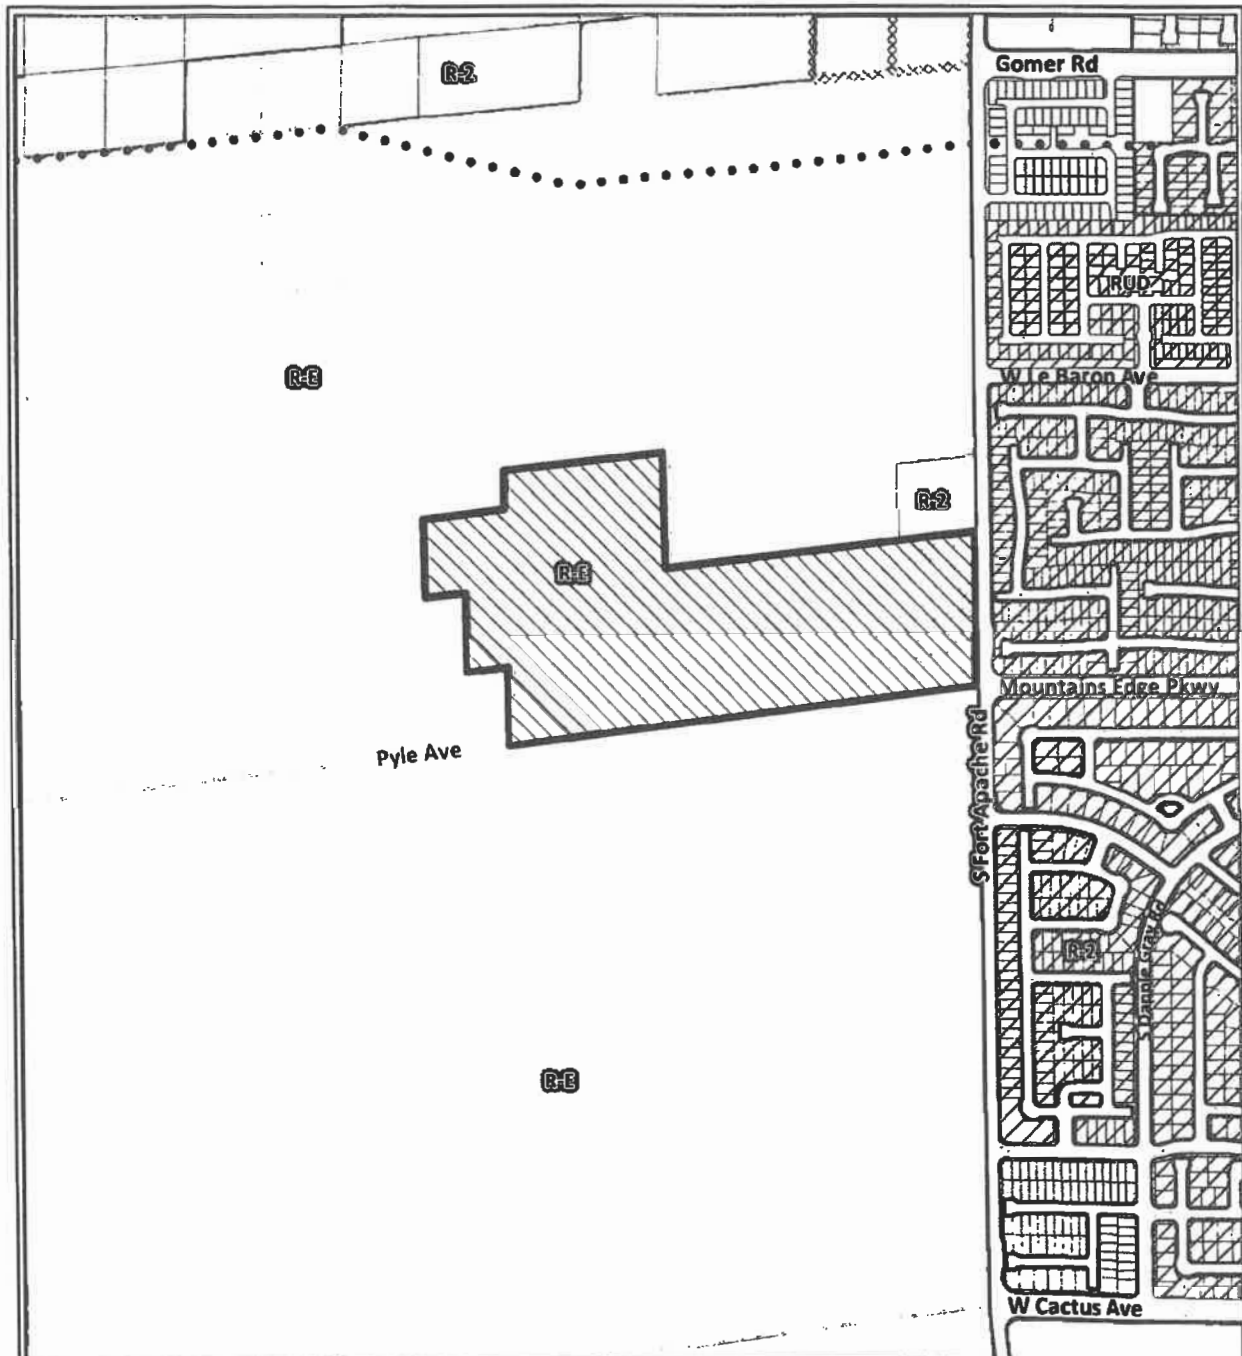 Gomer Rd
R-2
RUD
R-E
W Le Baron Ave
R-2
R-E
Mountains Edge Pkwy
Pyle Ave
S Fort Apache Rd
R-2
S Dannie Gray Rd
R-E
W Cactus Ave